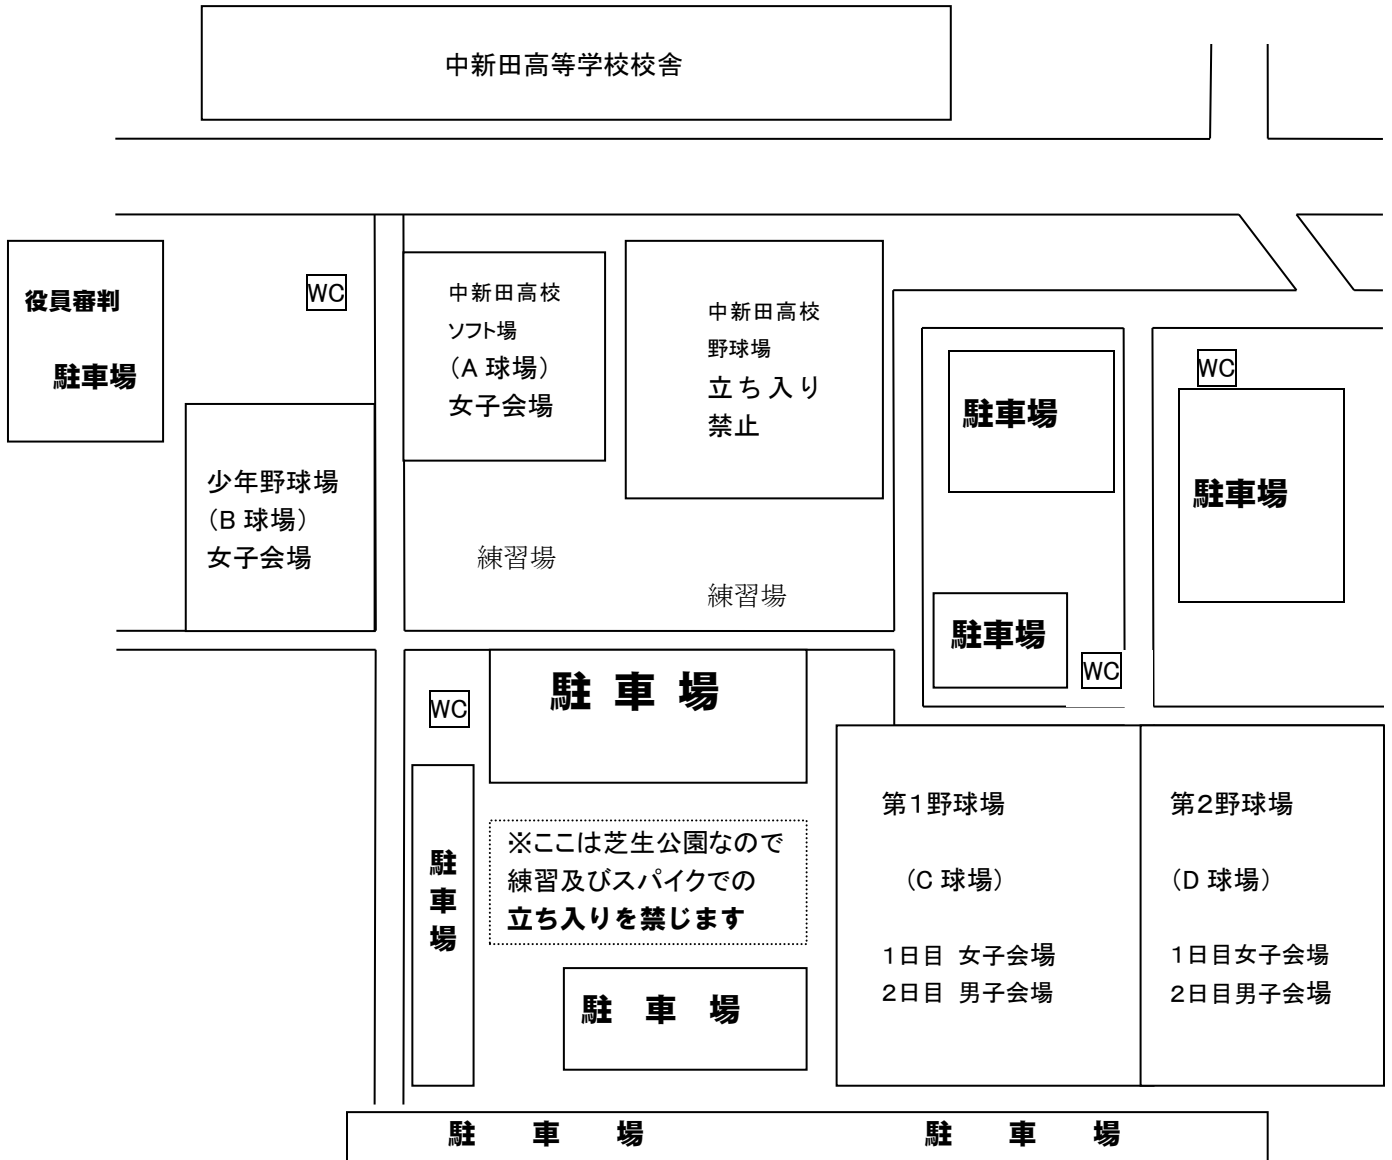 中新田高等学校校舎
役員審判
駐車場
WC
中新田高校
ソフト場
（A 球場）
女子会場
中新田高校
野球場
立ち入り
禁止
駐車場
WC
駐車場
少年野球場
（B 球場）
女子会場
練習場
練習場
駐車場
WC
WC
駐 車 場
駐車場
※ここは芝生公園なので
練習及びスパイクでの
立ち入りを禁じます
駐 車 場
第１野球場
（C 球場）
１日目 女子会場
２日目 男子会場
第２野球場
（D 球場）
１日目女子会場
２日目男子会場
駐 車 場
駐 車 場